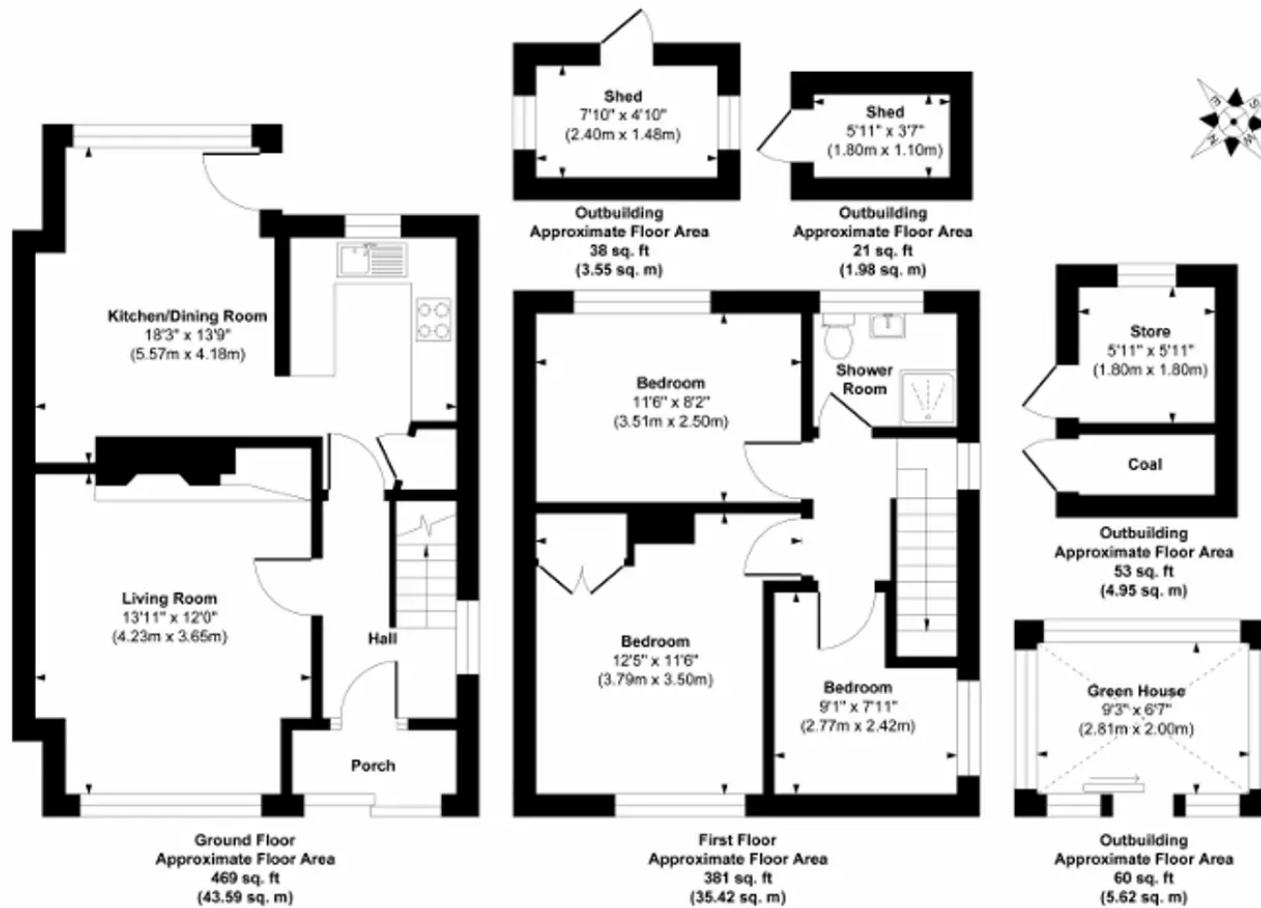 Shed
7'10" x 4'10"
(2.40m x 1.48m)
Outbuilding
Approximate Floor Area
38 sq. ft
(3.55 sq. m)
Shed
5'11" x 3'7"
(1.80m x 1.10m)
Outbuilding
Approximate Floor Area
21 sq. ft
(1.98 sq. m)
E
S
N
W
Kitchen/Dining Room
18'3" x 13'9"
(5.57m x 4.18m)
Living Room
13'11" x 12'0"
(4.23m x 3.65m)
Hall
Porch
Ground Floor
Approximate Floor Area
469 sq. ft
(43.59 sq. m)
Bedroom
11'6" x 8'2"
(3.51m x 2.50m)
Shower
Room
Bedroom
12'5" x 11'6"
(3.79m x 3.50m)
Bedroom
9'1" x 7'11"
(2.77m x 2.42m)
First Floor
Approximate Floor Area
381 sq. ft
(35.42 sq. m)
Store
5'11" x 5'11"
(1.80m x 1.80m)
Coal
Outbuilding
Approximate Floor Area
53 sq. ft
(4.95 sq. m)
Green House
9'3" x 6'7"
(2.81m x 2.00m)
Outbuilding
Approximate Floor Area
60 sq. ft
(5.62 sq. m)